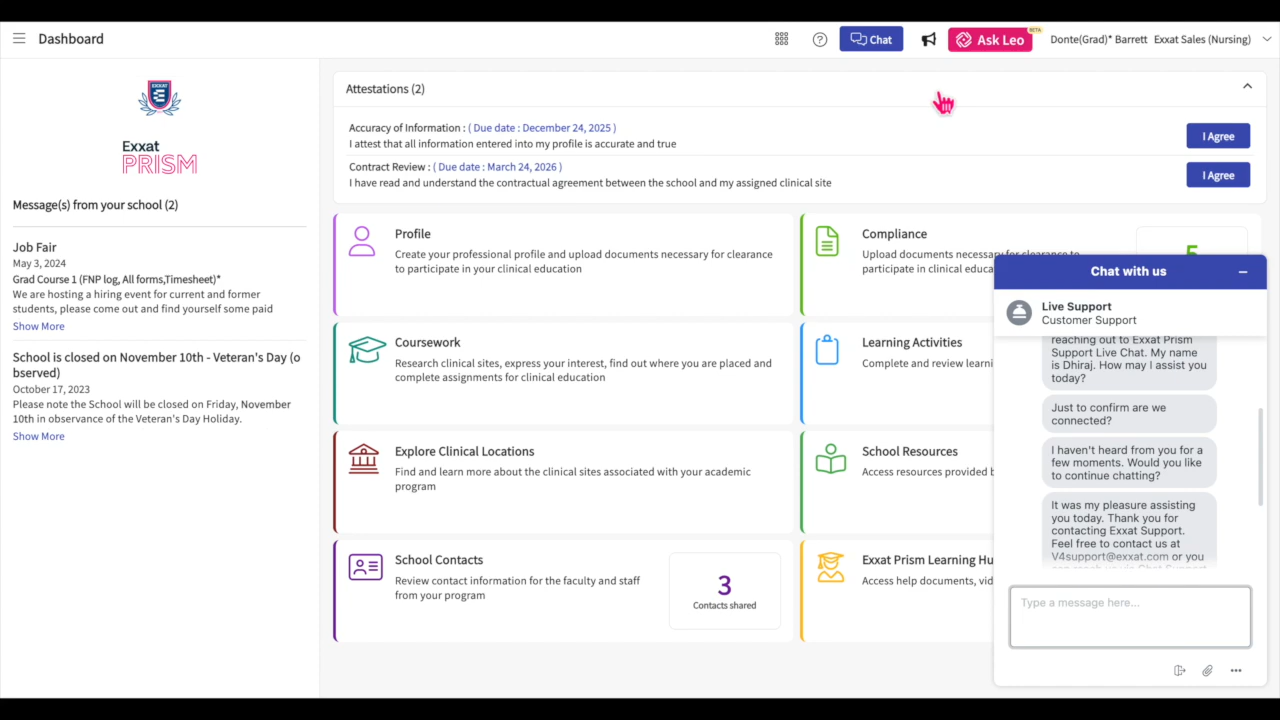 Dashboard
Chat
Ask Leo
BETA
Donte(Grad)* Barrett Exxat Sales (Nursing)
EXXAT
Exxat
PRISM
Message(s) from your school (2)
Job Fair
May 3, 2024
Grad Course 1 (FNP log, All forms,Timesheet)*
We are hosting a hiring event for current and former
students, please come out and find yourself some paid
Show More
School is closed on November 10th - Veteran's Day (o
bserved)
October 17, 2023
Please note the School will be closed on Friday, November
10th in observance of the Veteran's Day Holiday.
Show More
Attestations (2)
Accuracy of Information : ( Due date : December 24, 2025 )
I attest that all information entered into my profile is accurate and true
I Agree
Contract Review : ( Due date : March 24, 2026 )
I have read and understand the contractual agreement between the school and my assigned clinical site
I Agree
Profile
Create your professional profile and upload documents necessary for clearance
to participate in your clinical education
Compliance
Upload documents necessary for clearance to
participate in clinical educa
5
Coursework
Research clinical sites, express your interest, find out where you are placed and
complete assignments for clinical education
Learning Activities
Complete and review learni
Explore Clinical Locations
Find and learn more about the clinical sites associated with your academic
program
School Resources
Access resources provided b
School Contacts
Review contact information for the faculty and staff
from your program
3
Contacts shared
Exxat Prism Learning Hu
Access help documents, vid
Chat with us
Live Support
Customer Support
reaching out to Exxat Prism
Support Live Chat. My name
is Dhiraj. How may I assist you
today?
Just to confirm are we
connected?
I haven't heard from you for a
few moments. Would you like
to continue chatting?
It was my pleasure assisting
you today. Thank you for
contacting Exxat Support.
Feel free to contact us at
V4support@exxat.com or you
can reach us via Chat Support
Type a message here...